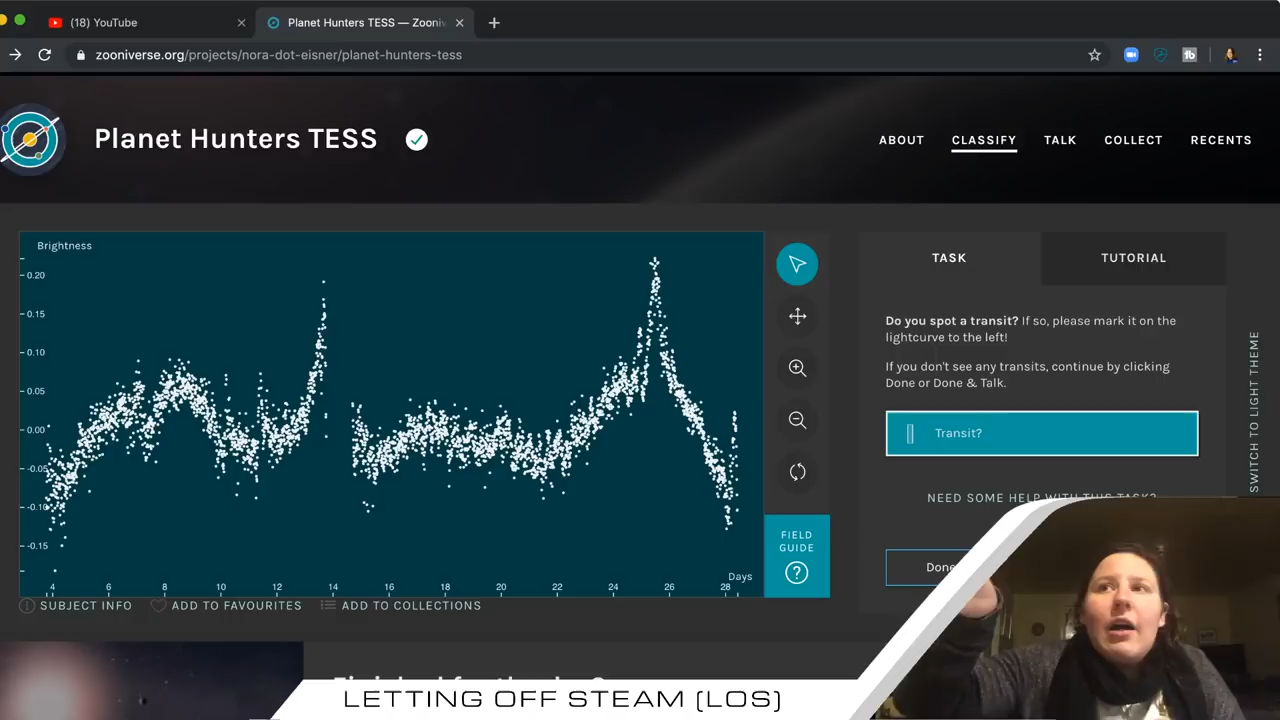 (18) YouTube
Planet Hunters TESS — Zooniv
zooniverse.org/projects/nora-dot-eisner/planet-hunters-tess
tb
Planet Hunters TESS
ABOUT CLASSIFY TALK COLLECT RECENTS
Brightness
0.20
0.15
0.10
0.05
0.00
-0.05
-0.10
-0.15
4 6 8 10 12 14 16 18 20 22 24 26 28
Days
FIELD
GUIDE
?
SUBJECT INFO ADD TO FAVOURITES ADD TO COLLECTIONS
TASK TUTORIAL
Do you spot a transit? If so, please mark it on the
lightcurve to the left!
If you don't see any transits, continue by clicking
Done or Done & Talk.
Transit?
NEED SOME HELP WITH THIS TASK?
Done
SWITCH TO LIGHT THEME
LETTING OFF STEAM (LOS)